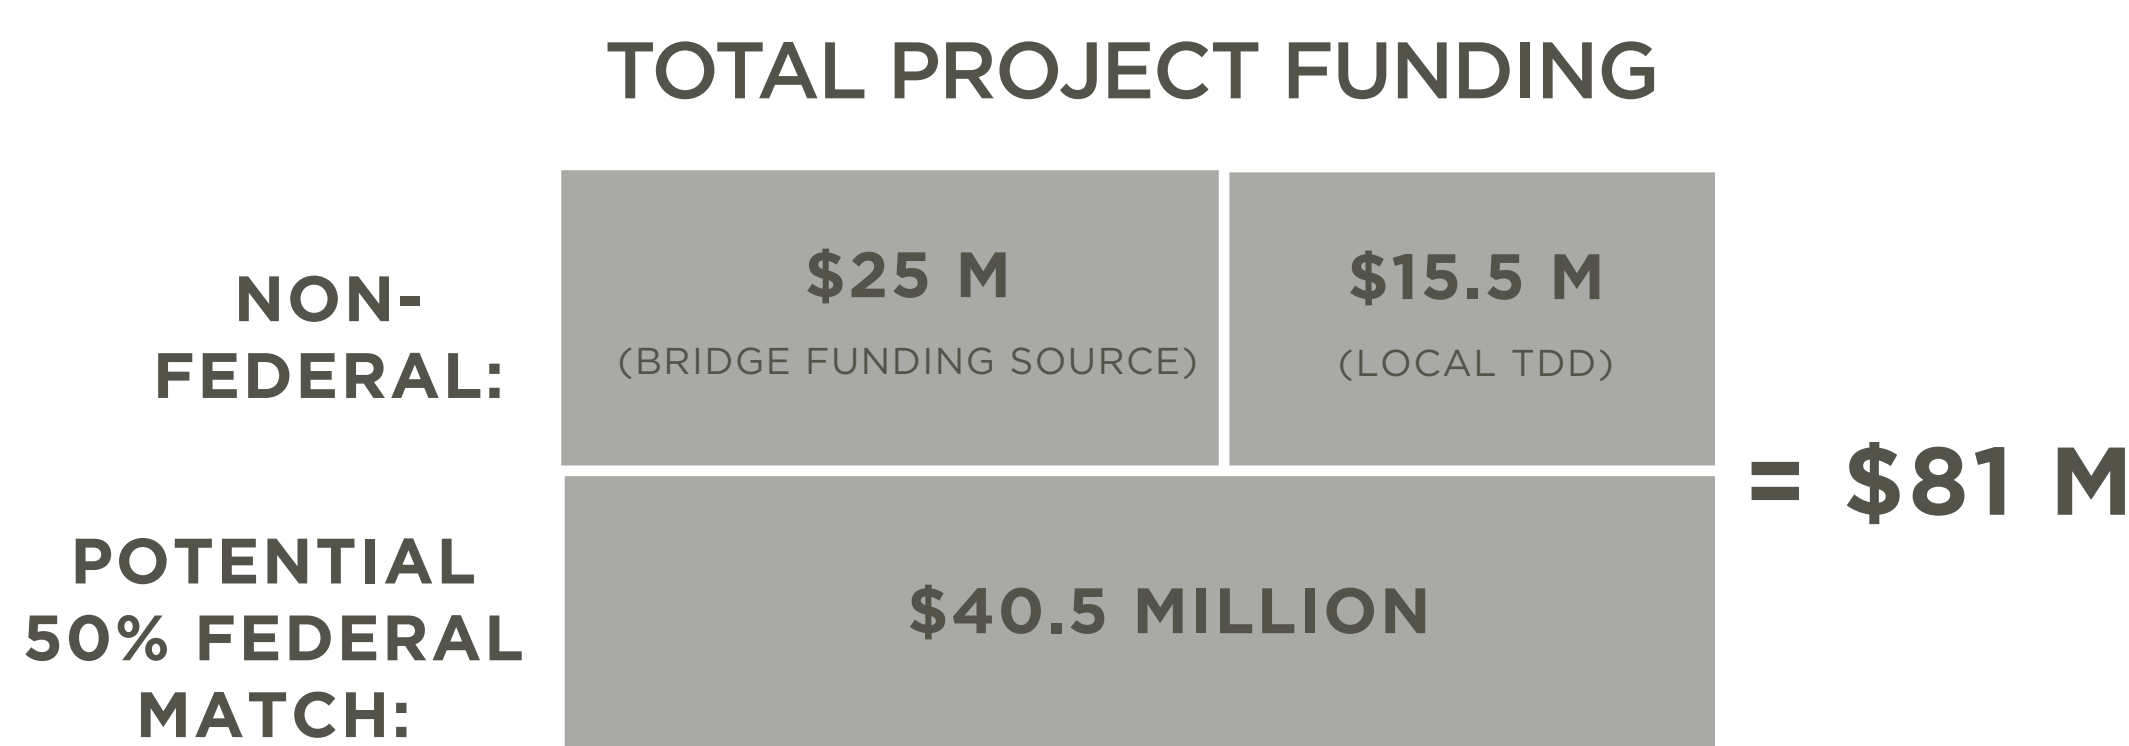 TOTAL PROJECT FUNDING
NON-
FEDERAL:
$25 M
(BRIDGE FUNDING SOURCE)
$15.5 M
(LOCAL TDD)
= $81 M
POTENTIAL
50% FEDERAL
MATCH:
$40.5 MILLION